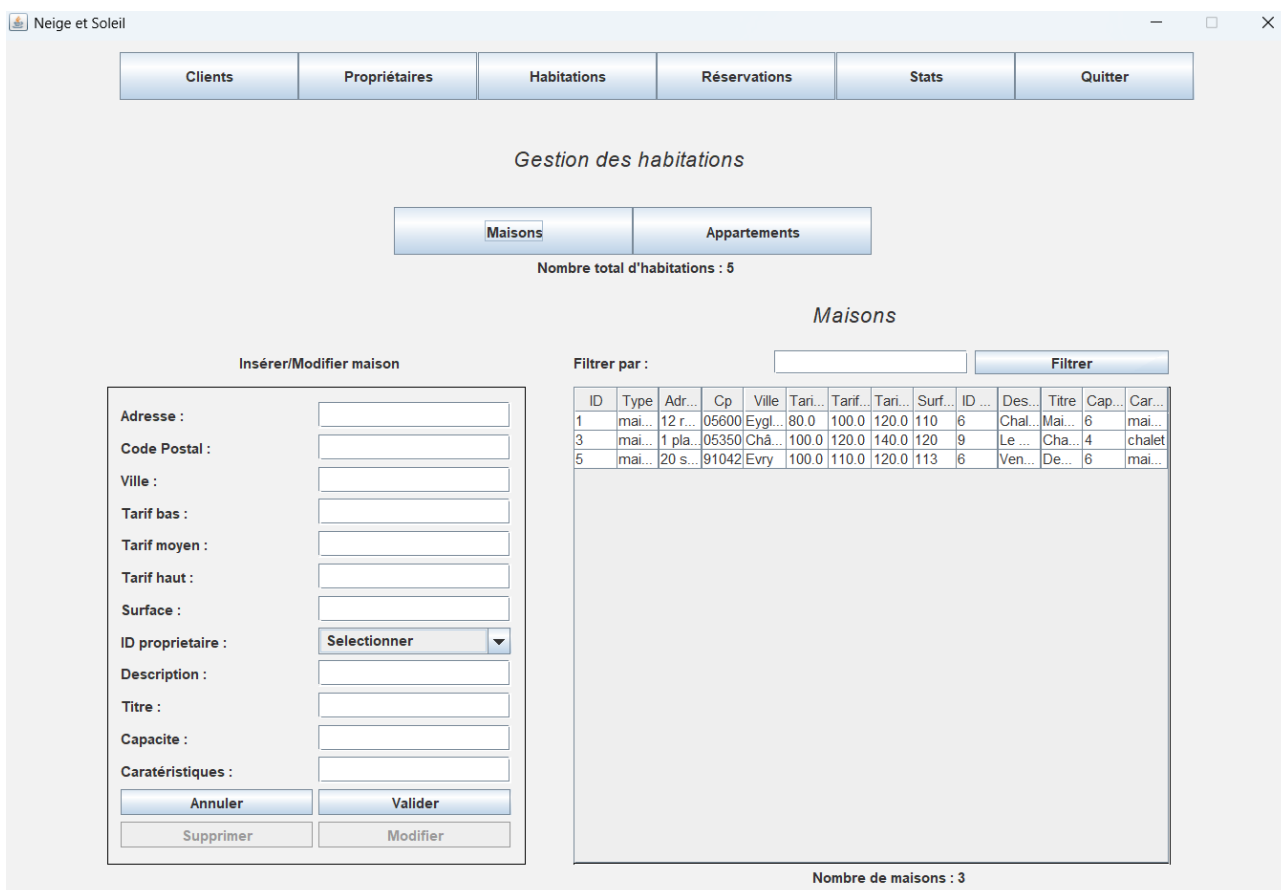 Neige et Soleil
Clients Propriétaires Habitations Réservations Stats Quitter
Gestion des habitations
Maisons Appartements
Nombre total d'habitations : 5
Maisons
Insérer/Modifier maison
Filtrer par : Filtrer
Adresse :
Code Postal :
Ville :
Tarif bas :
Tarif moyen :
Tarif haut :
Surface :
ID proprietaire : Selectionner
Description :
Titre :
Capacite :
Caratéristiques :
Annuler Valider
Supprimer Modifier
ID Type Adr... Cp Ville Tari... Tarif... Tari... Surf... ID ... Des... Titre Cap... Car...
1 mai... 12 r... 05600 Eygl... 80.0 100.0 120.0 110 6 Chal... Mai... 6 mai...
3 mai... 1 pla... 05350 Châ... 100.0 120.0 140.0 120 9 Le ... Cha... 4 chalet
5 mai... 20 s... 91042 Evry 100.0 110.0 120.0 113 6 Ven... De... 6 mai...
Nombre de maisons : 3